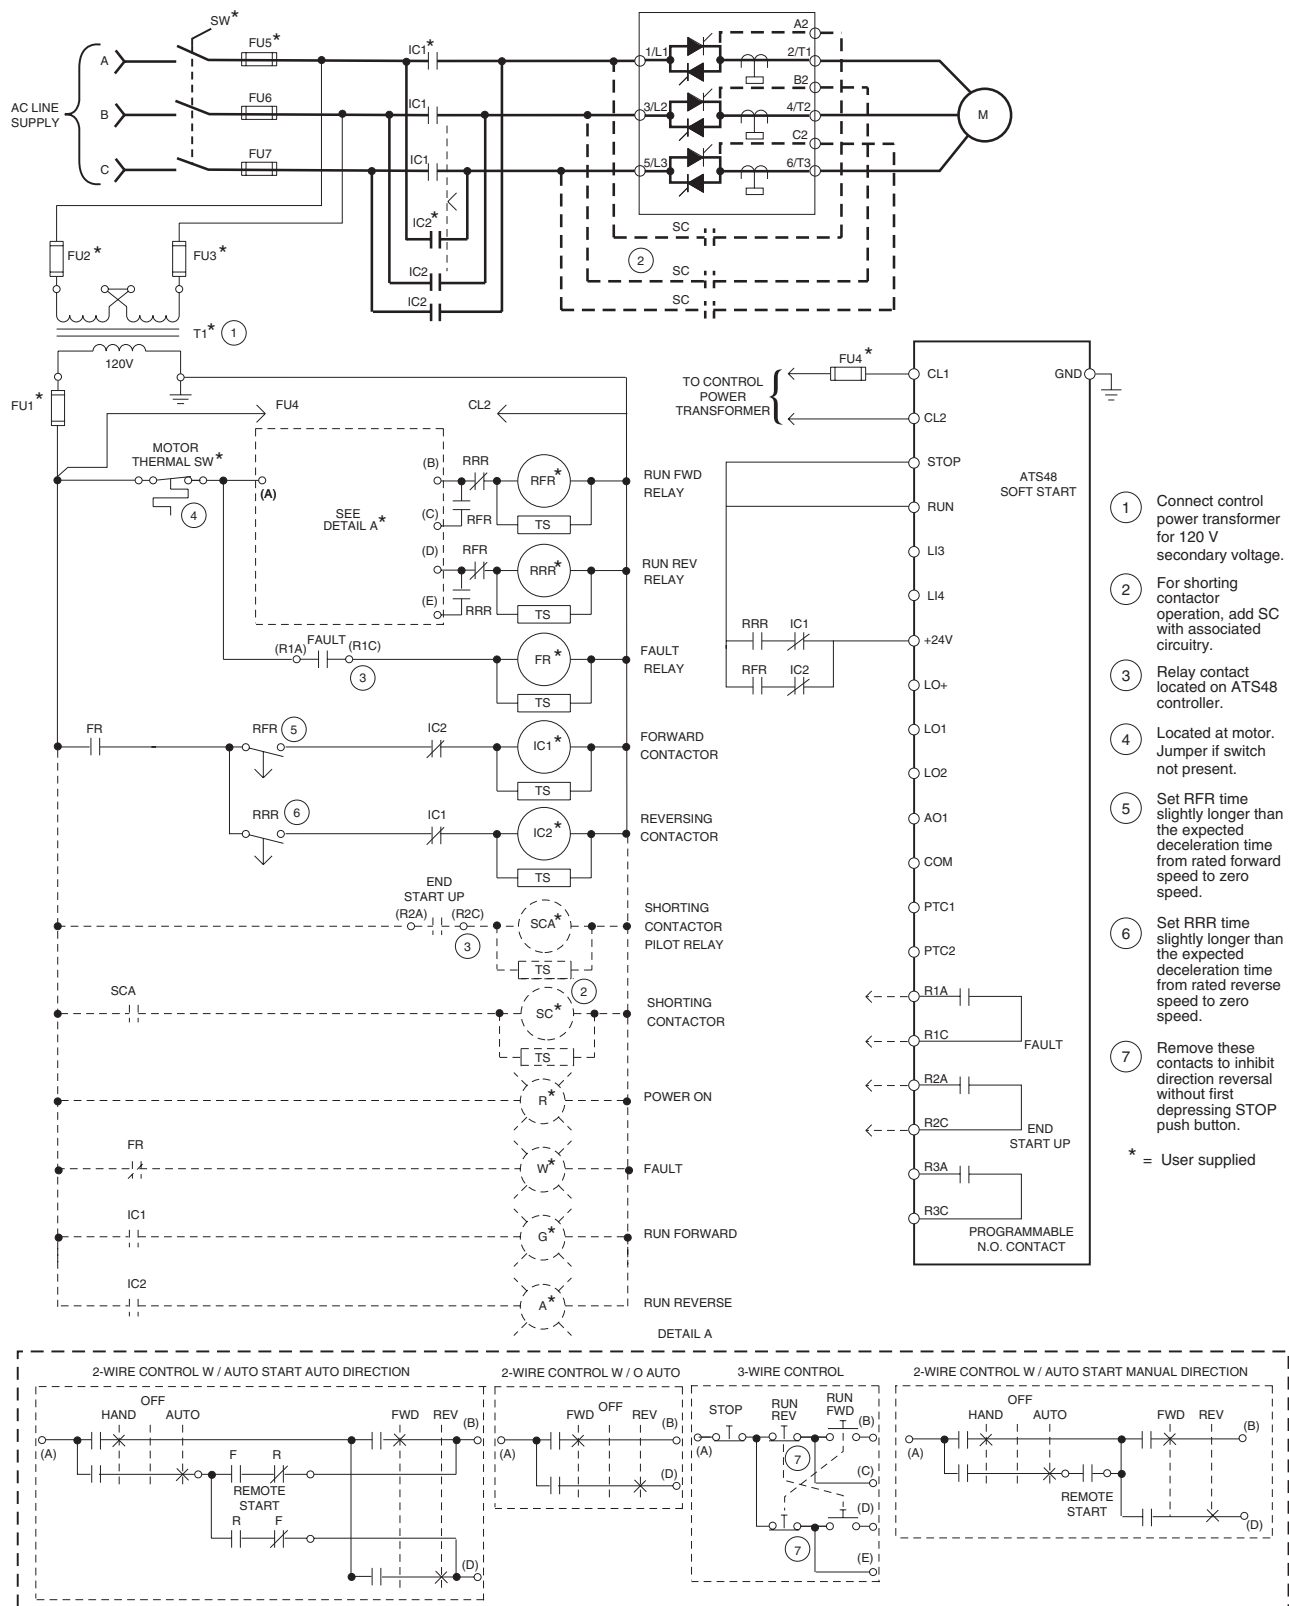 SW*
A2
FU5*
IC1*
1/L1
2/T1
A
B2
AC LINE
SUPPLY
B
FU6
IC1
3/L2
4/T2
M
C2
C
FU7
IC1
5/L3
6/T3
IC2*
SC
FU2*
FU3*
IC2
2
SC
IC2
SC
T1*
1
120V
FU1*
FU4
CL2
TO CONTROL
POWER
TRANSFORMER
FU4*
CL1
GND
CL2
MOTOR
THERMAL SW*
4
(A)
SEE
DETAIL A*
(B)
RRR
RFR*
RUN FWD
RELAY
(C)
RFR
TS
(D)
RFR
RRR*
RUN REV
RELAY
(E)
RRR
TS
FAULT
(R1A)
(R1C)
3
FR*
FAULT
RELAY
TS
FR
RFR
5
IC2
IC1*
FORWARD
CONTACTOR
TS
RRR
6
IC1
IC2*
REVERSING
CONTACTOR
TS
END
START UP
(R2A)
(R2C)
3
SCA*
SHORTING
CONTACTOR
PILOT RELAY
TS
SCA
2
SC*
SHORTING
CONTACTOR
TS
R*
POWER ON
FR
W*
FAULT
IC1
G*
RUN FORWARD
IC2
A*
RUN REVERSE
STOP
ATS48
SOFT START
RUN
LI3
LI4
RRR
IC1
+24V
RFR
IC2
LO+
LO1
LO2
AO1
COM
PTC1
PTC2
R1A
R1C
FAULT
R2A
R2C
END
START UP
R3A
R3C
PROGRAMMABLE
N.O. CONTACT
1
Connect control
power transformer
for 120 V
secondary voltage.
2
For shorting
contactor
operation, add SC
with associated
circuitry.
3
Relay contact
located on ATS48
controller.
4
Located at motor.
Jumper if switch
not present.
5
Set RFR time
slightly longer than
the expected
deceleration time
from rated forward
speed to zero
speed.
6
Set RRR time
slightly longer than
the expected
deceleration time
from rated reverse
speed to zero
speed.
7
Remove these
contacts to inhibit
direction reversal
without first
depressing STOP
push button.
* = User supplied
DETAIL A
2-WIRE CONTROL W / AUTO START AUTO DIRECTION
OFF
HAND
AUTO
FWD
REV
(B)
(A)
F
R
REMOTE
START
R
F
(D)
2-WIRE CONTROL W / O AUTO
OFF
FWD
REV
(B)
(A)
(D)
3-WIRE CONTROL
STOP
RUN
REV
RUN
FWD
(B)
(A)
7
(C)
(D)
7
(E)
2-WIRE CONTROL W / AUTO START MANUAL DIRECTION
OFF
HAND
AUTO
FWD
REV
(B)
(A)
REMOTE
START
(D)